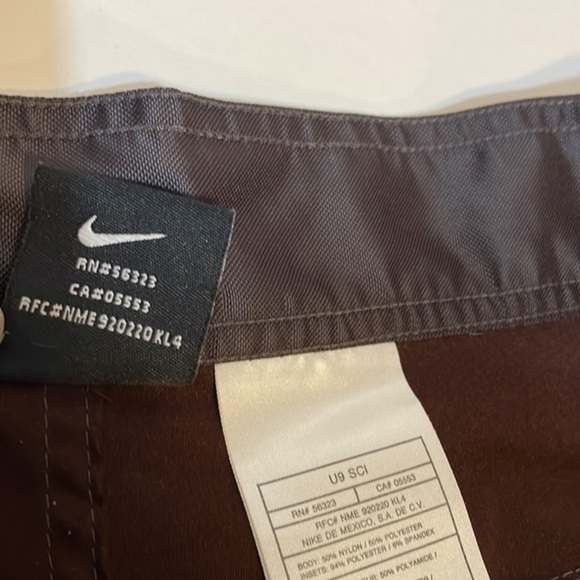 RN#56323
CA#05553
RFC#NME920220KL4
U9 SCI
RN# 56323 CA# 05553
RFC# NME 920220 KL4
NIKE DE MEXICO, S.A. DE C.V.
BODY: 50% NYLON / 50% POLYESTER
INSETS: 94% POLYESTER / 6% SPANDEX
50% POLYAMIDE /